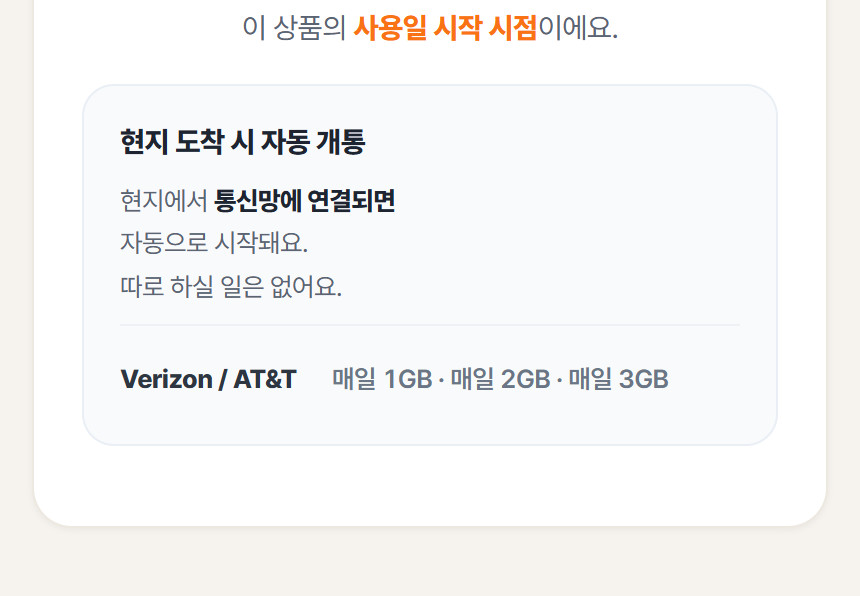 이 상품의 사용일 시작 시점이에요.
현지 도착 시 자동 개통
현지에서 통신망에 연결되면
자동으로 시작돼요.
따로 하실 일은 없어요.
Verizon / AT&T 매일 1GB · 매일 2GB · 매일 3GB